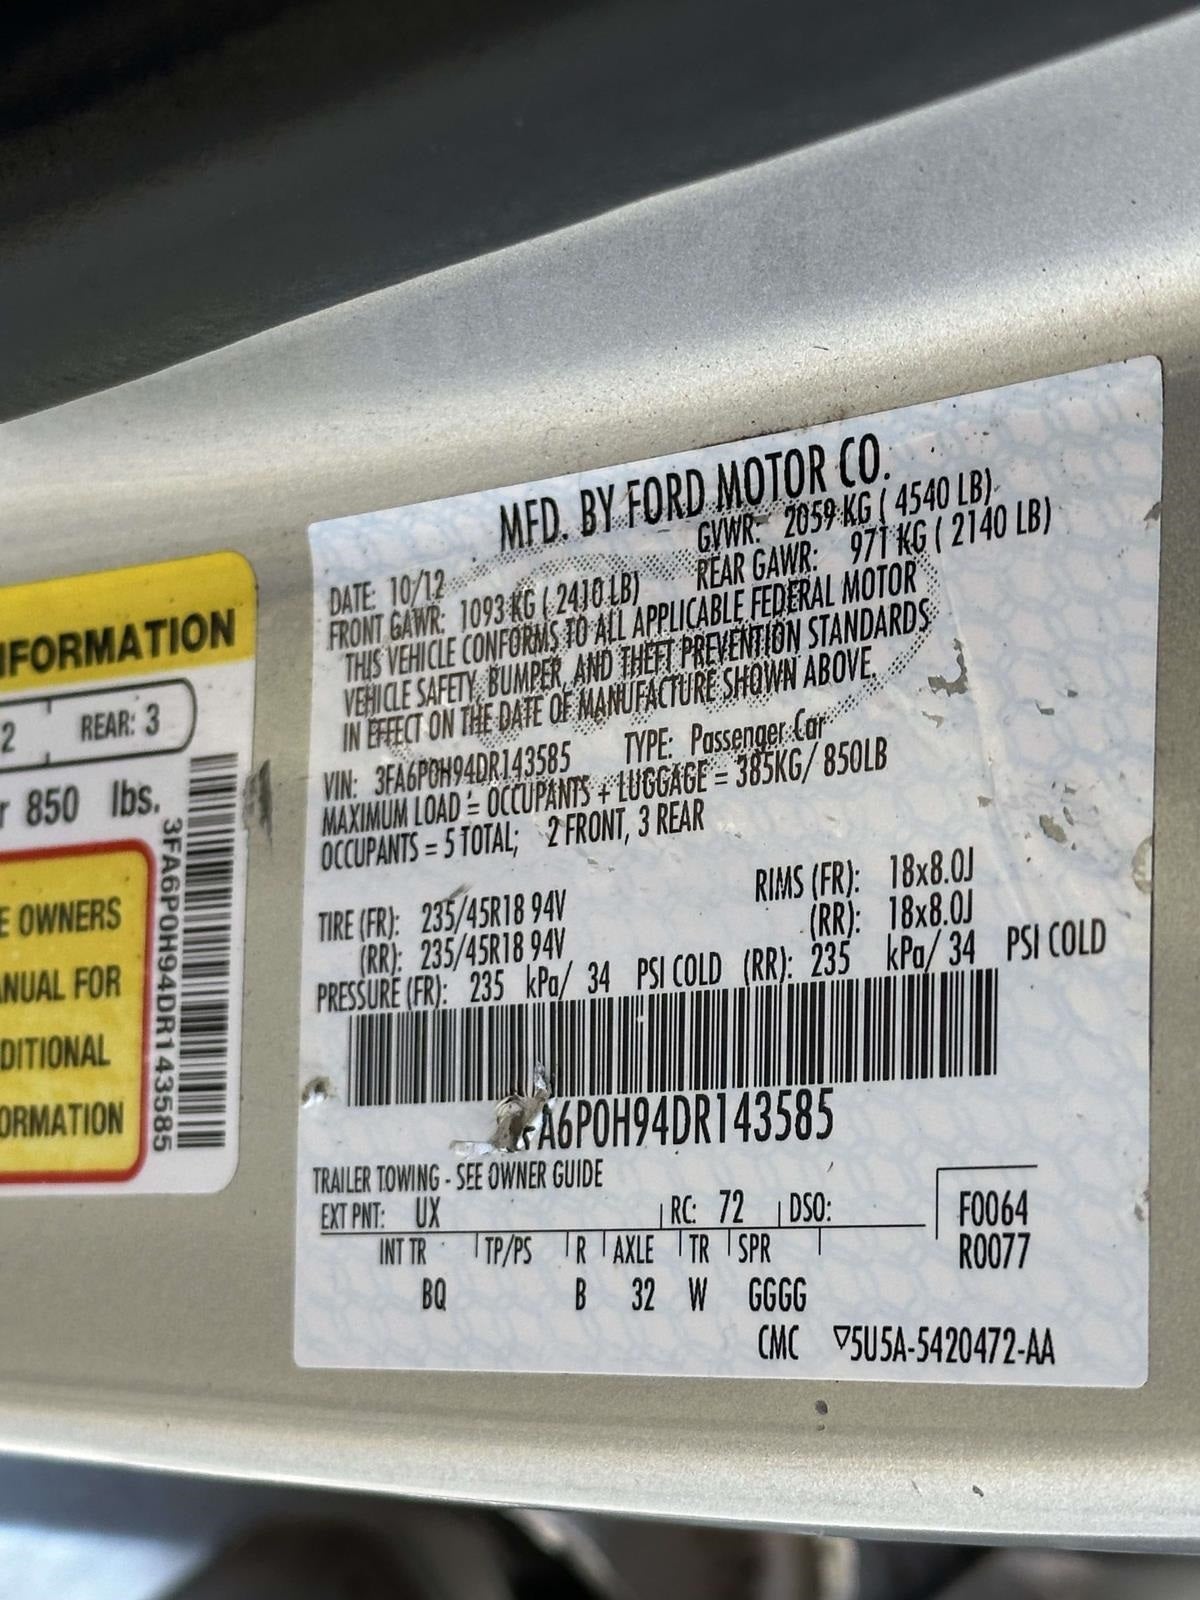 NFORMATION
2 REAR: 3
850 lbs.
OWNERS
FOR
3FA6P0H94DR143585
MFD. BY FORD MOTOR CO.
DATE: 10/12 GVWR: 2059 KG ( 4540 LB)
FRONT GAWR: 1093 KG ( 2410 LB) REAR GAWR: 971 KG ( 2140 LB)
THIS VEHICLE CONFORMS TO ALL APPLICABLE FEDERAL MOTOR
VEHICLE SAFETY, BUMPER, AND THEFT PREVENTION STANDARDS
IN EFFECT ON THE DATE OF MANUFACTURE SHOWN ABOVE.
VIN: 3FA6P0H94DR143585 TYPE: Passenger Car
MAXIMUM LOAD = OCCUPANTS + LUGGAGE = 385KG/ 850LB
OCCUPANTS = 5 TOTAL; 2 FRONT, 3 REAR
TIRE (FR): 235/45R18 94V RIMS (FR): 18x8.0J
(RR): 235/45R18 94V (RR): 18x8.0J
PRESSURE (FR): 235 kPa/ 34 PSI COLD (RR): 235 kPa/ 34 PSI COLD
FA6P0H94DR143585
TRAILER TOWING - SEE OWNER GUIDE
EXT PNT: UX RC: 72 DSO: F0064
INT TR TP/PS R AXLE TR SPR R0077
BQ B 32 W GGGG
CMC ▽5U5A-5420472-AA